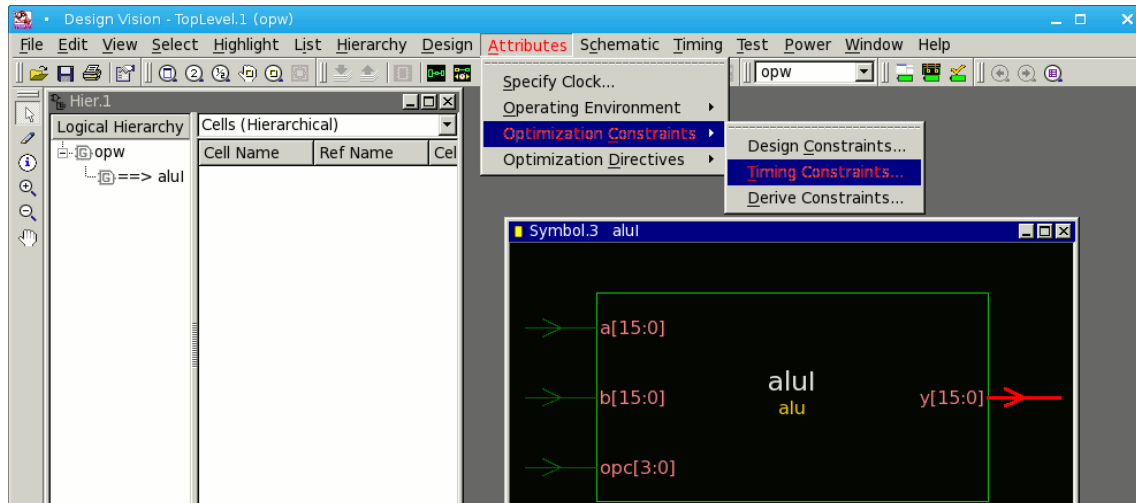 Design Vision - TopLevel.1 (opw)
File Edit View Select Highlight List Hierarchy Design Attributes Schematic Timing Test Power Window Help
opw
Specify Clock...
Operating Environment
Optimization Constraints
Optimization Directives
Design Constraints...
Timing Constraints...
Derive Constraints...
Hier.1
Logical Hierarchy Cells (Hierarchical)
Cell Name Ref Name Cel
opw
==> aluI
Symbol.3 aluI
a[15:0]
b[15:0]
opc[3:0]
aluI
alu
y[15:0]